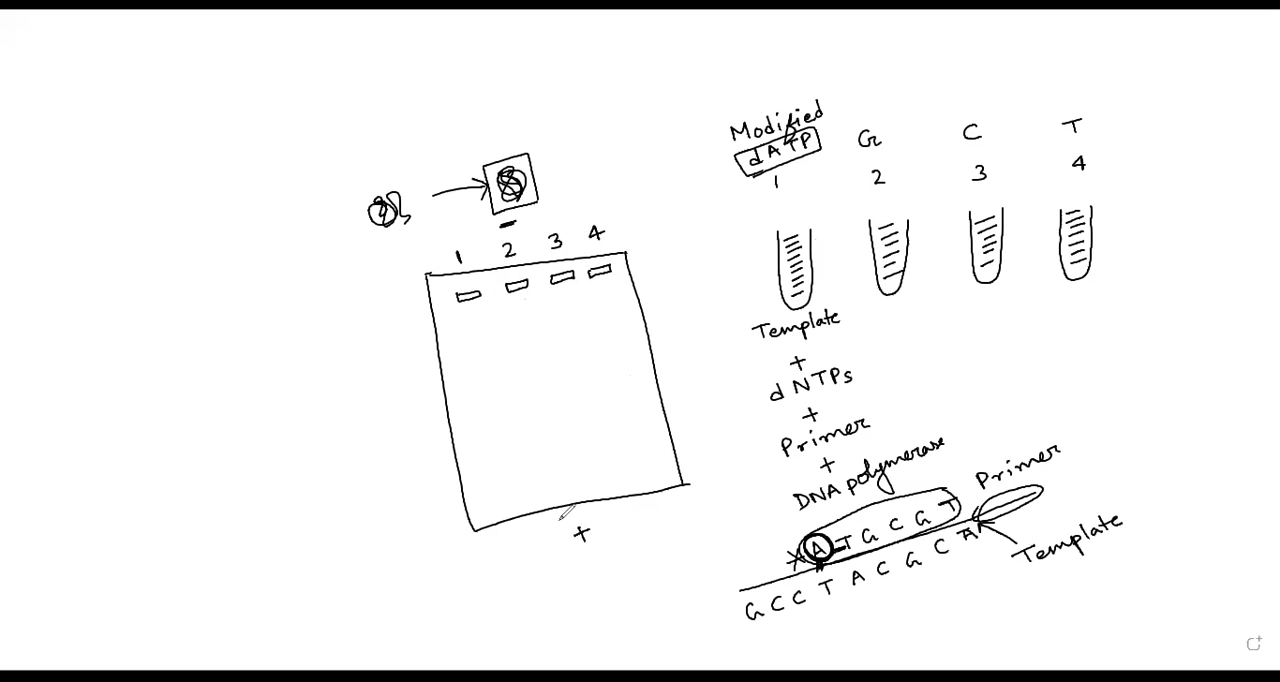 Modified
dATP G C T
1 2 3 4
-
1 2 3 4
Template
+
dNTPs
+
Primer
+
DNA polymerase
Primer
X A T G C G T
Template
G C C T A C G C A
+